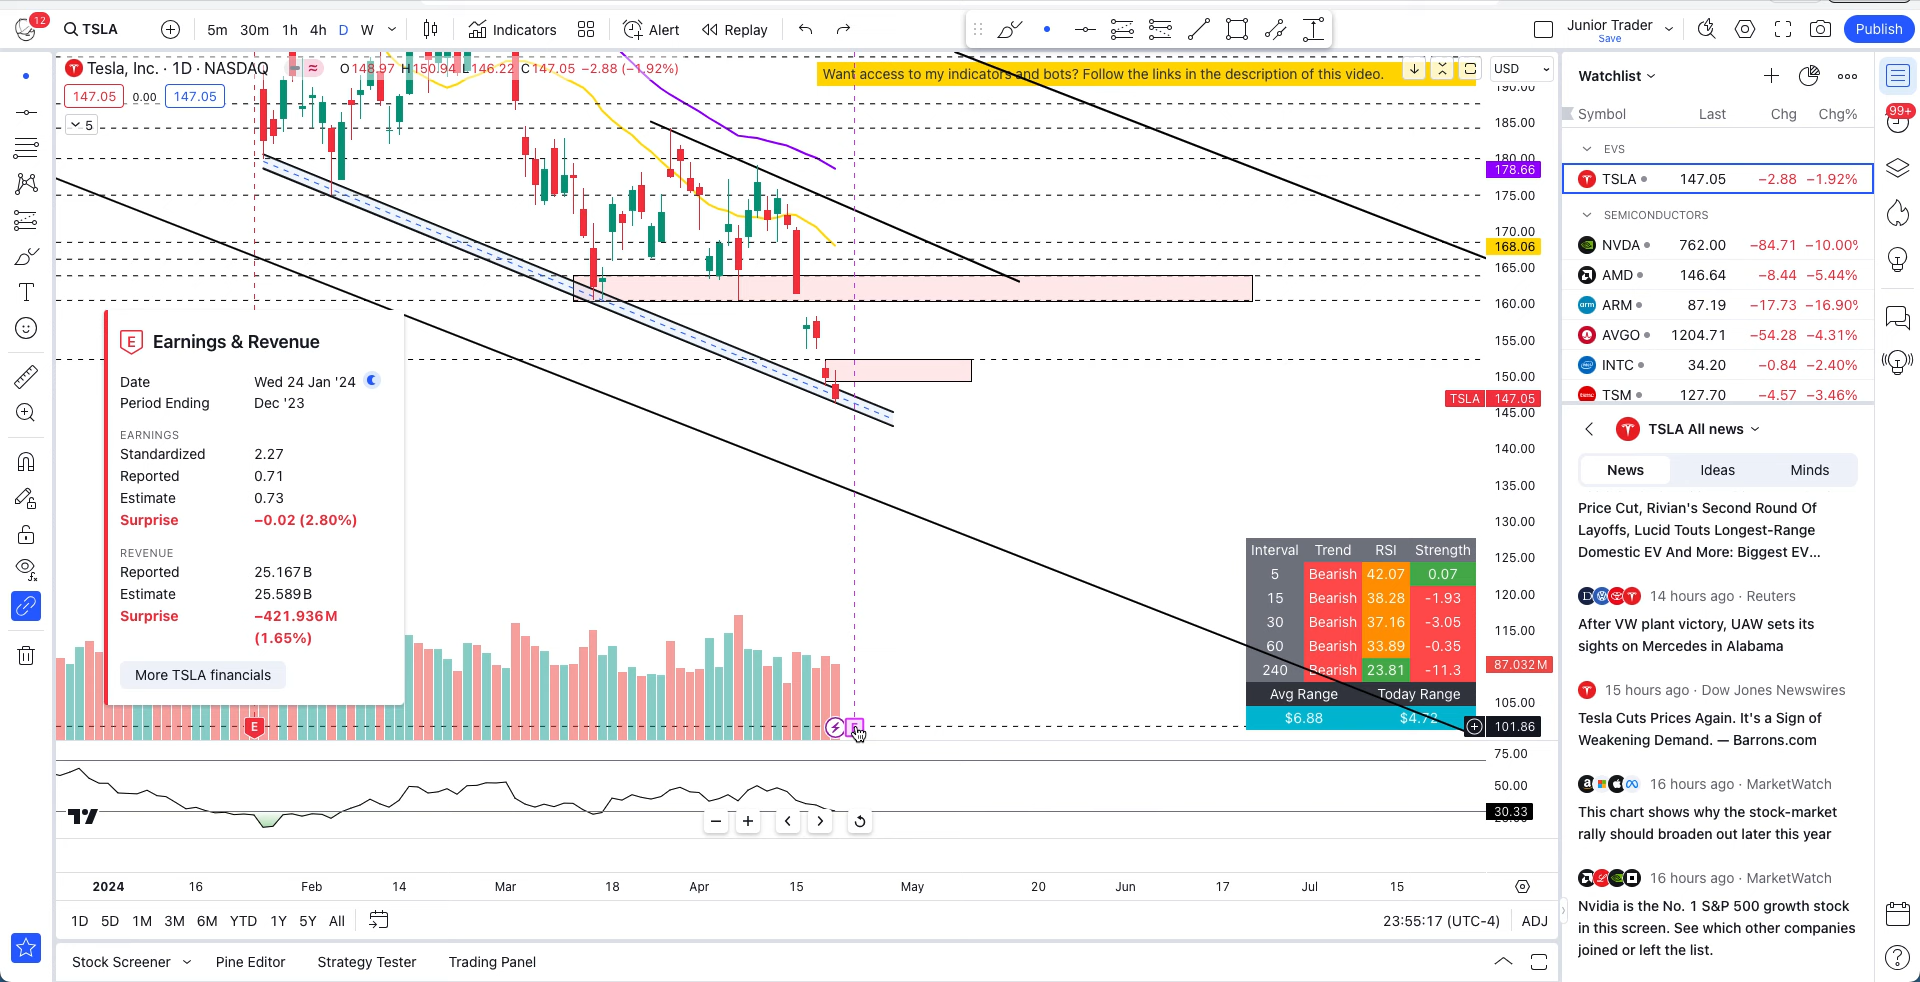 12
TSLA
5m 30m 1h 4h D W
Indicators
Alert
Replay
Junior Trader
Save
Publish
Tesla, Inc. · 1D · NASDAQ
O148.97 H150.94 L146.22 C147.05 −2.88 (−1.92%)
147.05 0.00 147.05
5
Want access to my indicators and bots? Follow the links in the description of this video.
USD
190.00
185.00
180.00
178.66
175.00
170.00
168.06
165.00
160.00
155.00
150.00
TSLA 147.05
145.00
140.00
135.00
130.00
125.00
120.00
115.00
87.032M
105.00
101.86
75.00
50.00
30.33
E Earnings & Revenue
Date Wed 24 Jan '24
Period Ending Dec '23
EARNINGS
Standardized 2.27
Reported 0.71
Estimate 0.73
Surprise −0.02 (2.80%)
REVENUE
Reported 25.167B
Estimate 25.589B
Surprise −421.936M
(1.65%)
More TSLA financials
E
Interval Trend RSI Strength
5 Bearish 42.07 0.07
15 Bearish 38.28 -1.93
30 Bearish 37.16 -3.05
60 Bearish 33.89 -0.35
240 Bearish 23.81 -11.3
Avg Range Today Range
$6.88 $4.72
2024 16 Feb 14 Mar 18 Apr 15 May 20 Jun 17 Jul 15
1D 5D 1M 3M 6M YTD 1Y 5Y All
23:55:17 (UTC-4) ADJ
Stock Screener Pine Editor Strategy Tester Trading Panel
Watchlist
Symbol Last Chg Chg%
EVS
TSLA 147.05 −2.88 −1.92%
SEMICONDUCTORS
NVDA 762.00 −84.71 −10.00%
AMD 146.64 −8.44 −5.44%
arm ARM 87.19 −17.73 −16.90%
AVGO 1204.71 −54.28 −4.31%
INTC 34.20 −0.84 −2.40%
TSM 127.70 −4.57 −3.46%
TSLA All news
News Ideas Minds
Price Cut, Rivian's Second Round Of
Layoffs, Lucid Touts Longest-Range
Domestic EV And More: Biggest EV...
14 hours ago · Reuters
After VW plant victory, UAW sets its
sights on Mercedes in Alabama
15 hours ago · Dow Jones Newswires
Tesla Cuts Prices Again. It's a Sign of
Weakening Demand. — Barrons.com
16 hours ago · MarketWatch
This chart shows why the stock-market
rally should broaden out later this year
16 hours ago · MarketWatch
Nvidia is the No. 1 S&P 500 growth stock
in this screen. See which other companies
joined or left the list.
99+